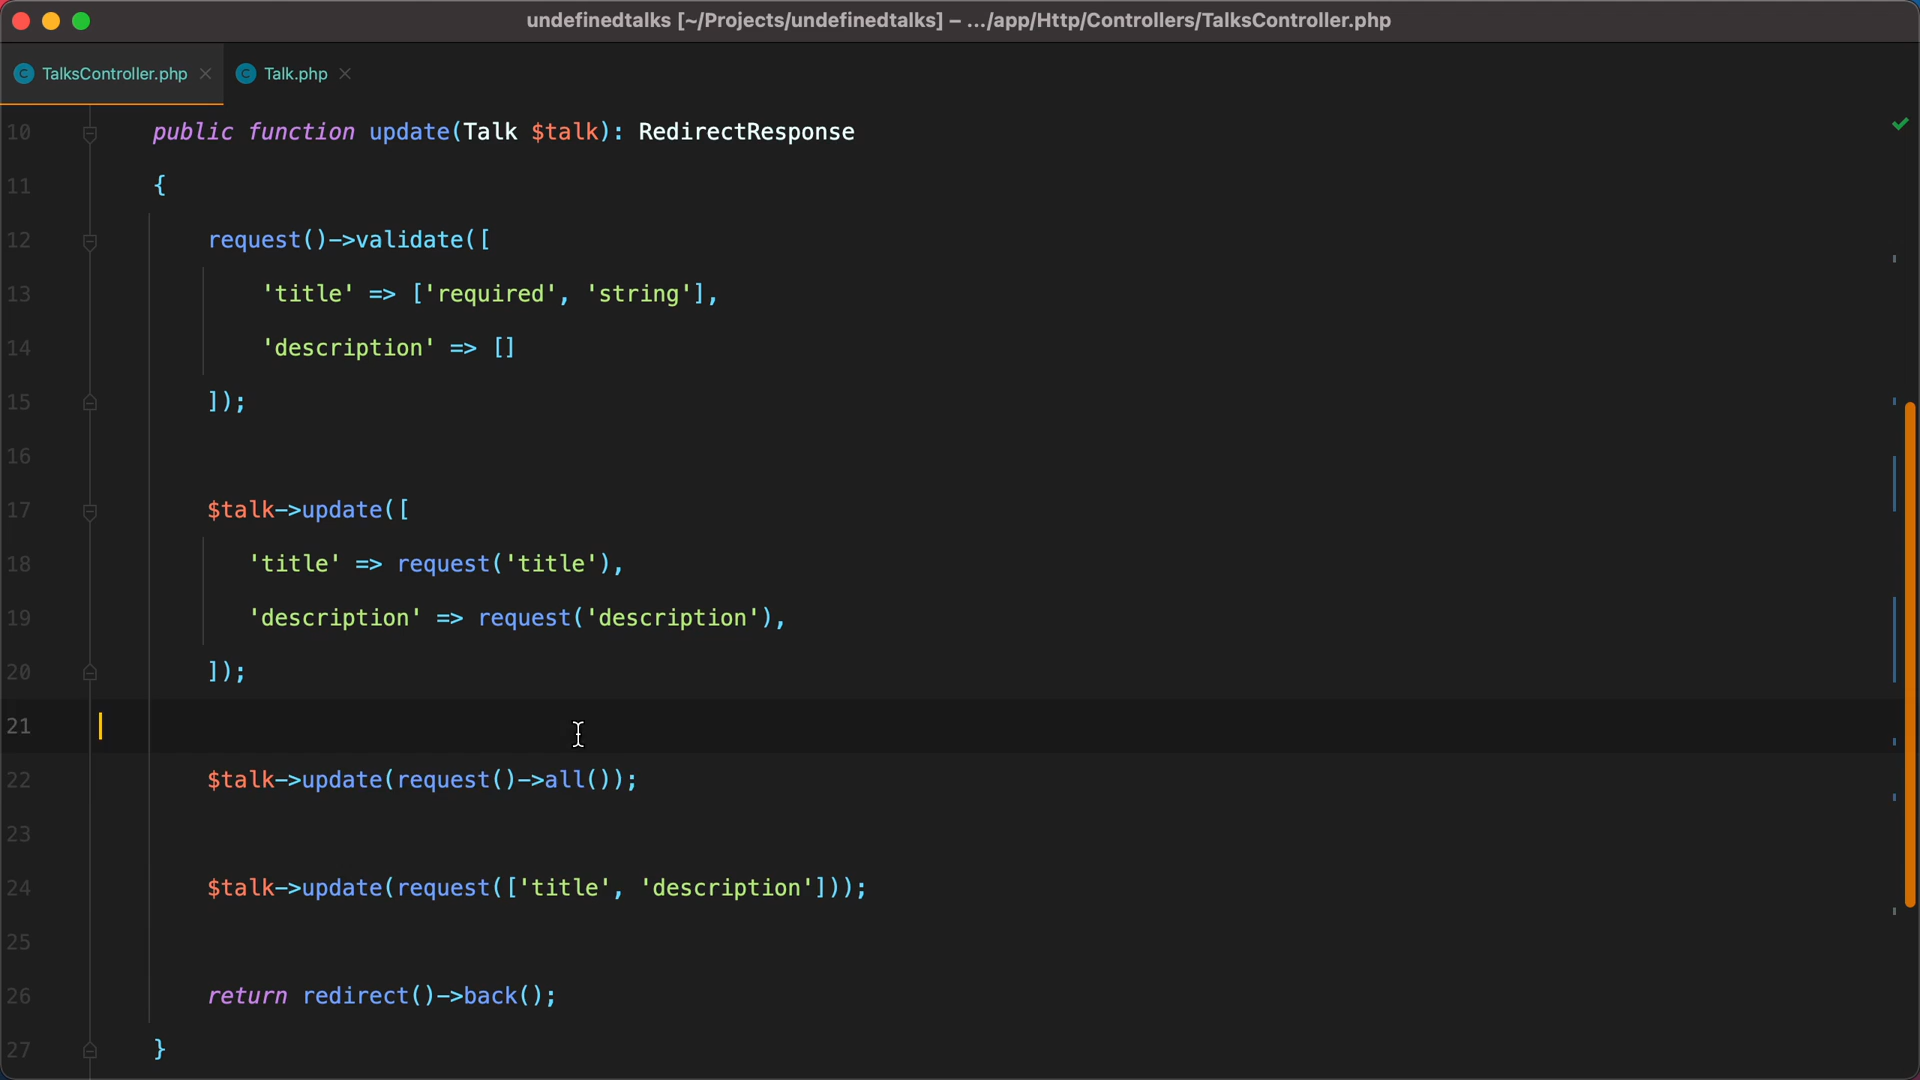 undefinedtalks [~/Projects/undefinedtalks] – .../app/Http/Controllers/TalksController.php
C TalksController.php × C Talk.php ×
10 public function update(Talk $talk): RedirectResponse
11 {
12 request()->validate([
13 'title' => ['required', 'string'],
14 'description' => []
15 ]);
16
17 $talk->update([
18 'title' => request('title'),
19 'description' => request('description'),
20 ]);
21
22 $talk->update(request()->all());
23
24 $talk->update(request(['title', 'description']));
25
26 return redirect()->back();
27 }